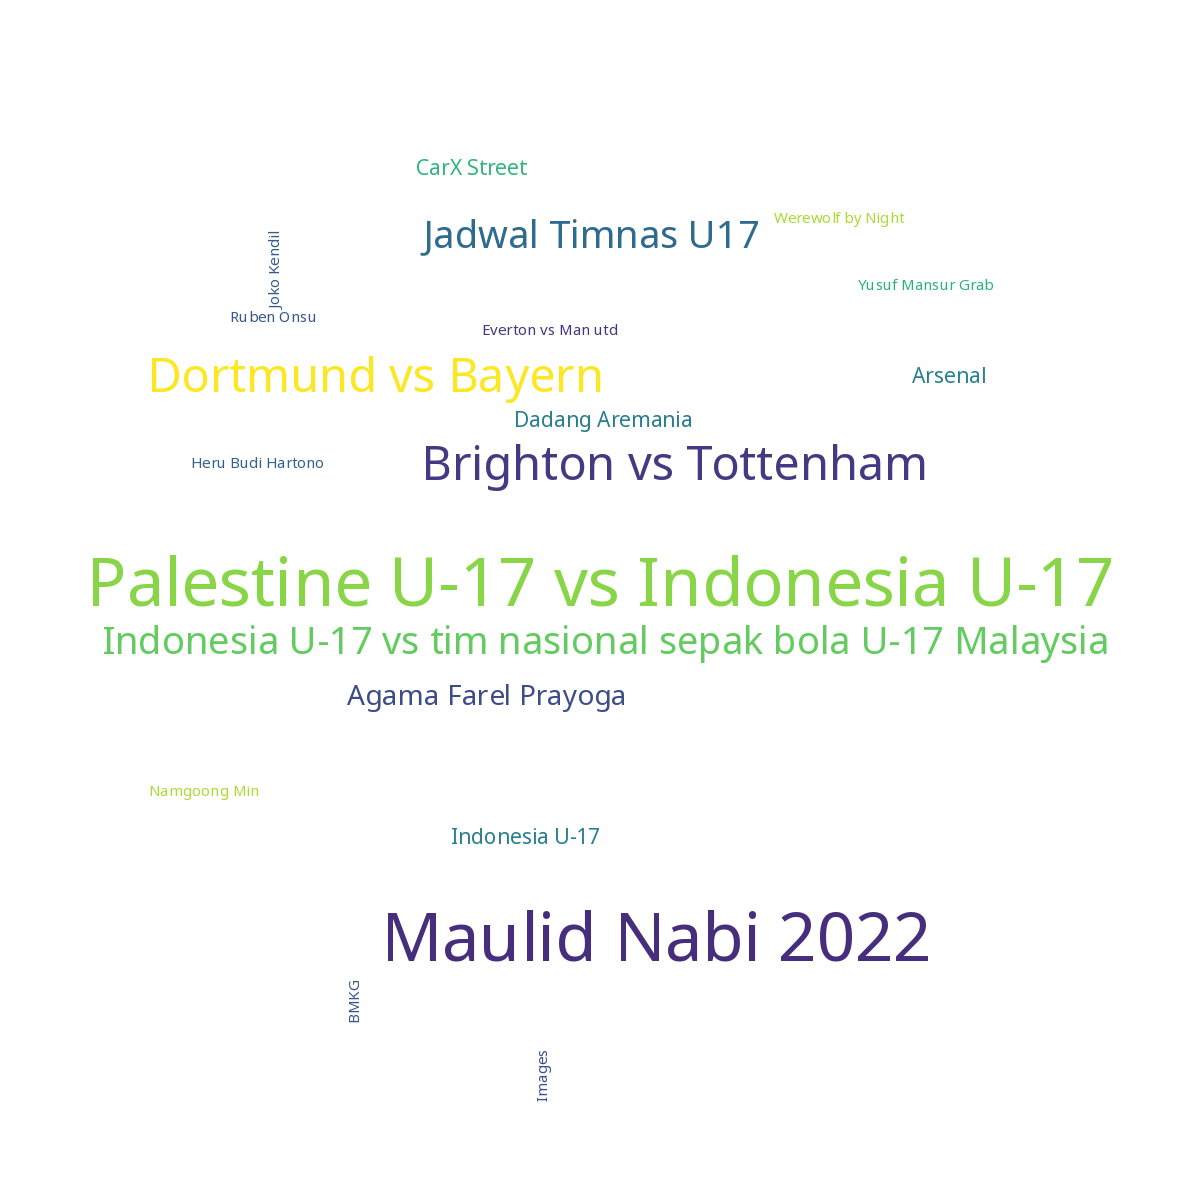 CarX Street
Werewolf by Night
Jadwal Timnas U17
Joko Kendil
Yusuf Mansur Grab
Ruben Onsu
Everton vs Man utd
Dortmund vs Bayern
Arsenal
Dadang Aremania
Heru Budi Hartono
Brighton vs Tottenham
Palestine U-17 vs Indonesia U-17
Indonesia U-17 vs tim nasional sepak bola U-17 Malaysia
Agama Farel Prayoga
Namgoong Min
Indonesia U-17
Maulid Nabi 2022
BMKG
Images